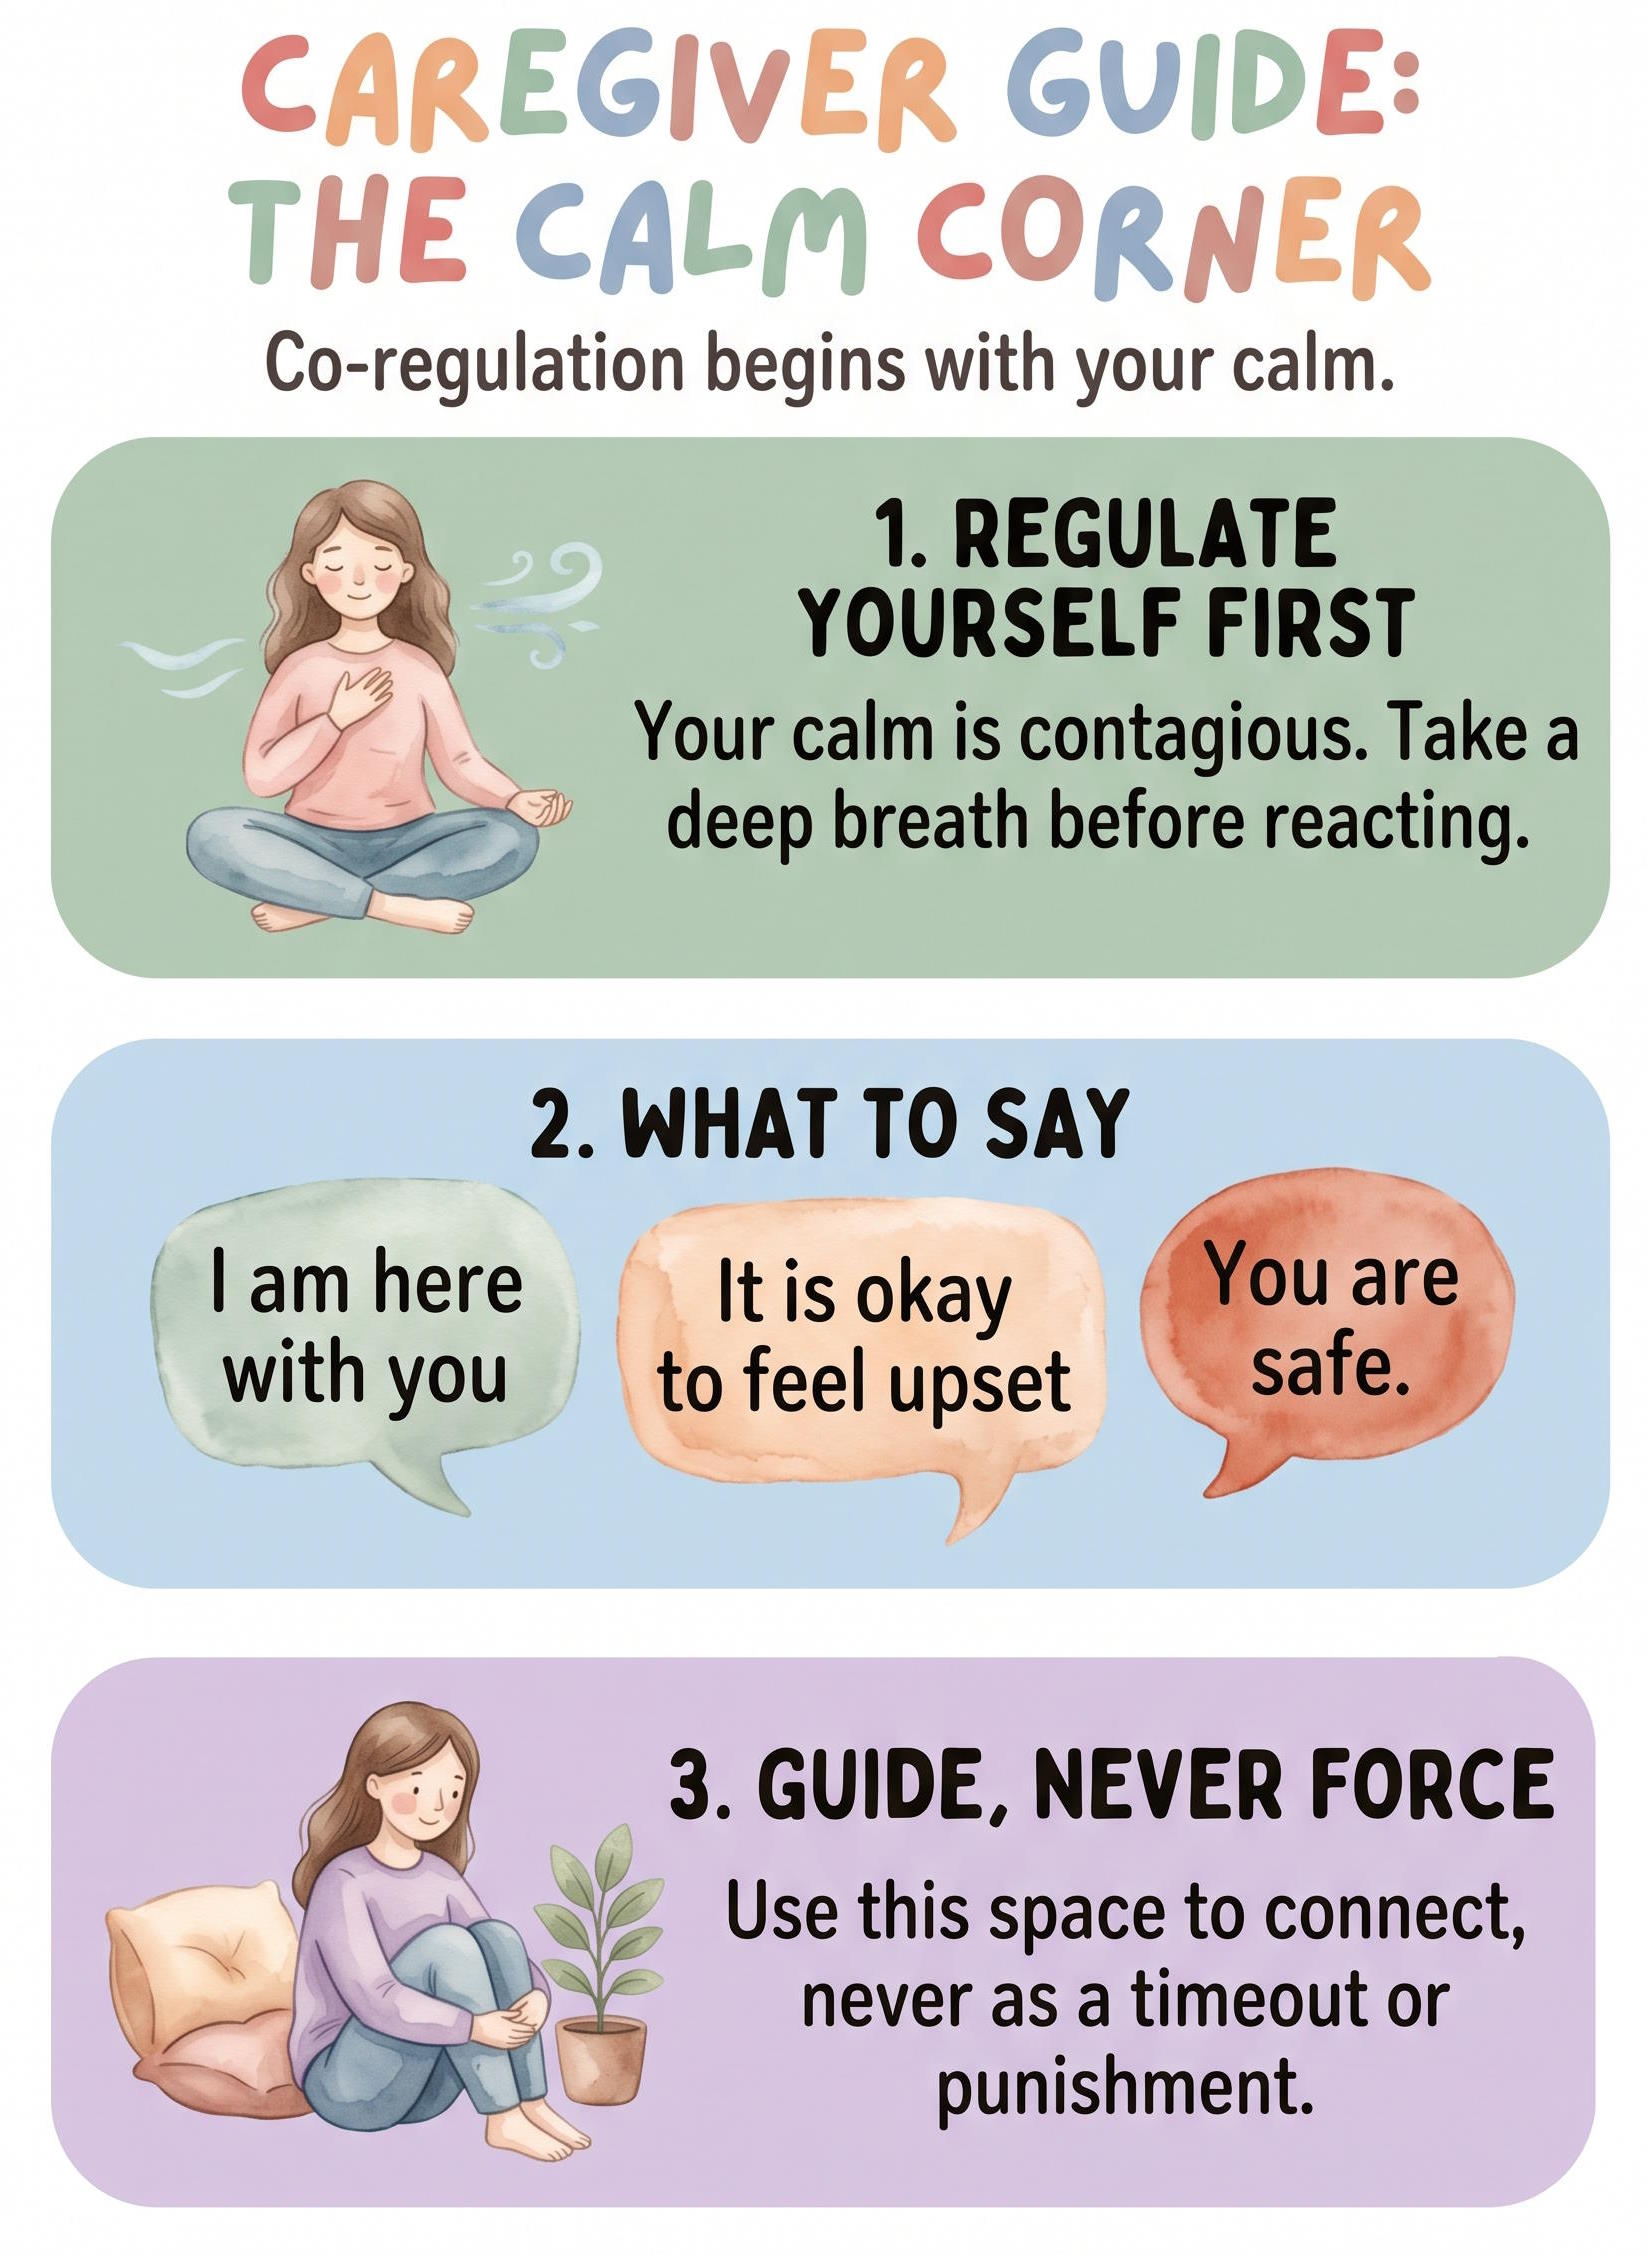 CAREGIVER GUIDE:
THE CALM CORNER
Co-regulation begins with your calm.
1. REGULATE
YOURSELF FIRST
Your calm is contagious. Take a
deep breath before reacting.
2. WHAT TO SAY
I am here
with you
It is okay
to feel upset
You are
safe.
3. GUIDE, NEVER FORCE
Use this space to connect,
never as a timeout or
punishment.